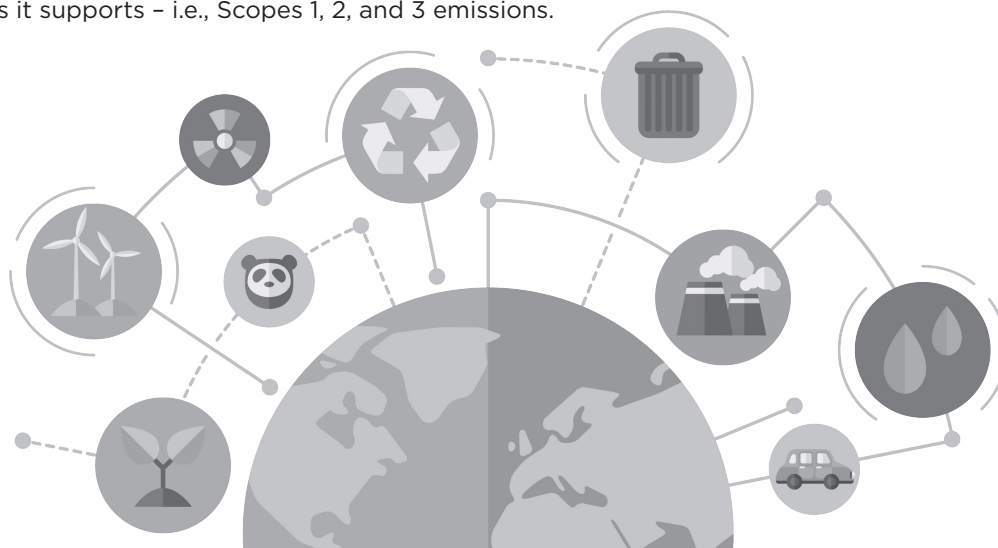 s it supports – i.e., Scopes 1, 2, and 3 emissions.